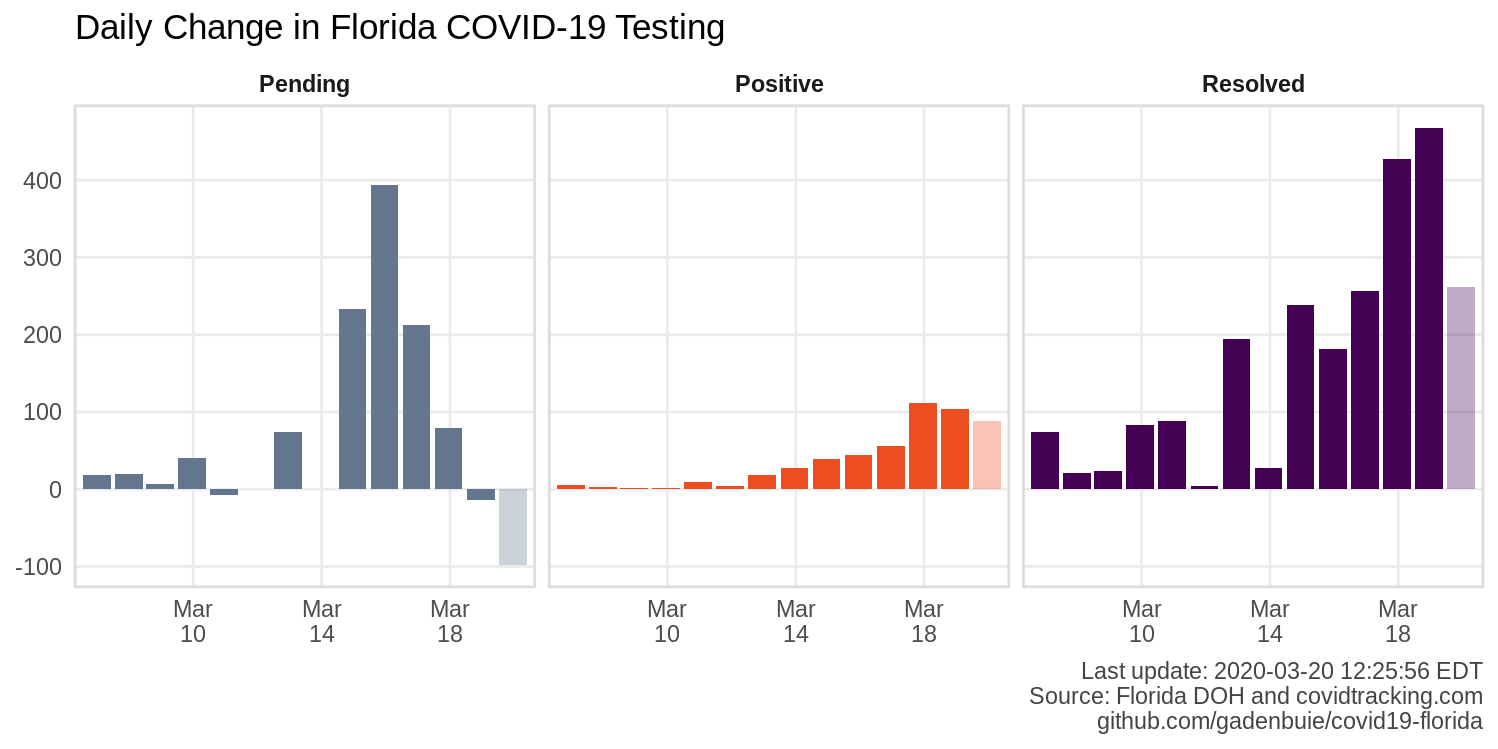 Daily Change in Florida COVID-19 Testing
Pending
Positive
Resolved
400
300
200
100
0
-100
Mar
10
Mar
14
Mar
18
Mar
10
Mar
14
Mar
18
Mar
10
Mar
14
Mar
18
Last update: 2020-03-20 12:25:56 EDT
Source: Florida DOH and covidtracking.com
github.com/gadenbuie/covid19-florida